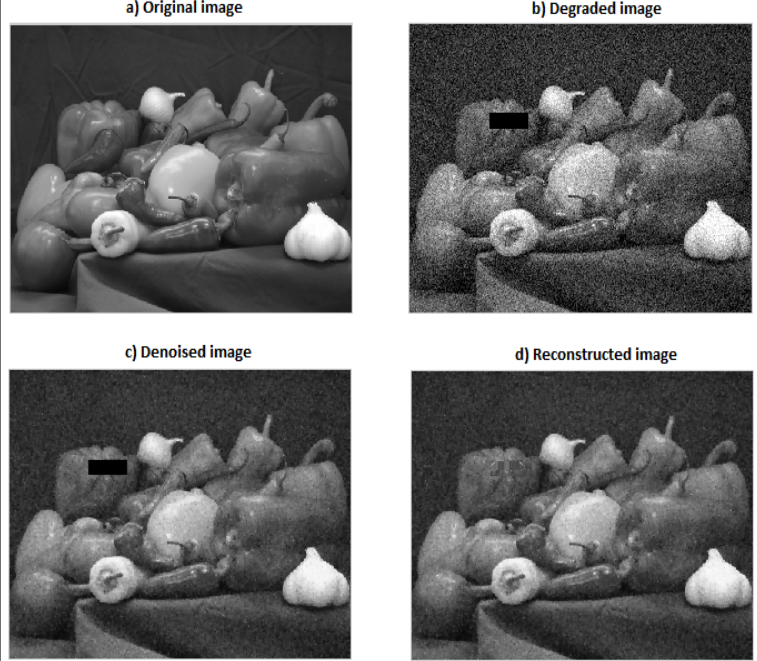 a) Original image
b) Degraded image
c) Denoised image
d) Reconstructed image